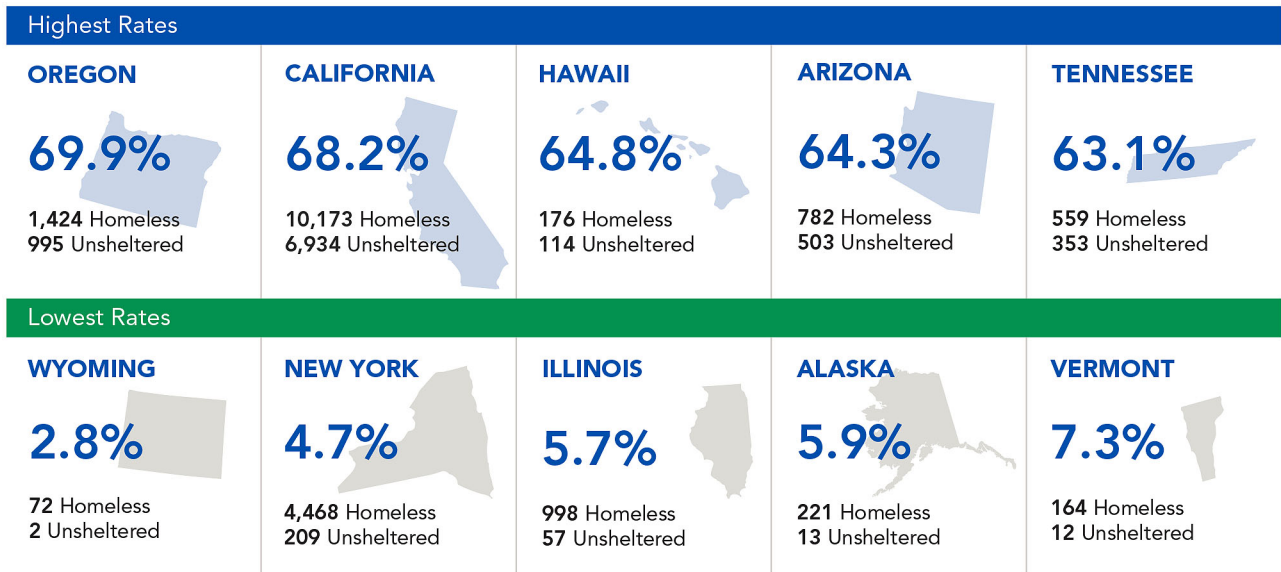 Highest Rates
OREGON
69.9%
1,424 Homeless
995 Unsheltered
CALIFORNIA
68.2%
10,173 Homeless
6,934 Unsheltered
HAWAII
64.8%
176 Homeless
114 Unsheltered
ARIZONA
64.3%
782 Homeless
503 Unsheltered
TENNESSEE
63.1%
559 Homeless
353 Unsheltered
Lowest Rates
WYOMING
2.8%
72 Homeless
2 Unsheltered
NEW YORK
4.7%
4,468 Homeless
209 Unsheltered
ILLINOIS
5.7%
998 Homeless
57 Unsheltered
ALASKA
5.9%
221 Homeless
13 Unsheltered
VERMONT
7.3%
164 Homeless
12 Unsheltered